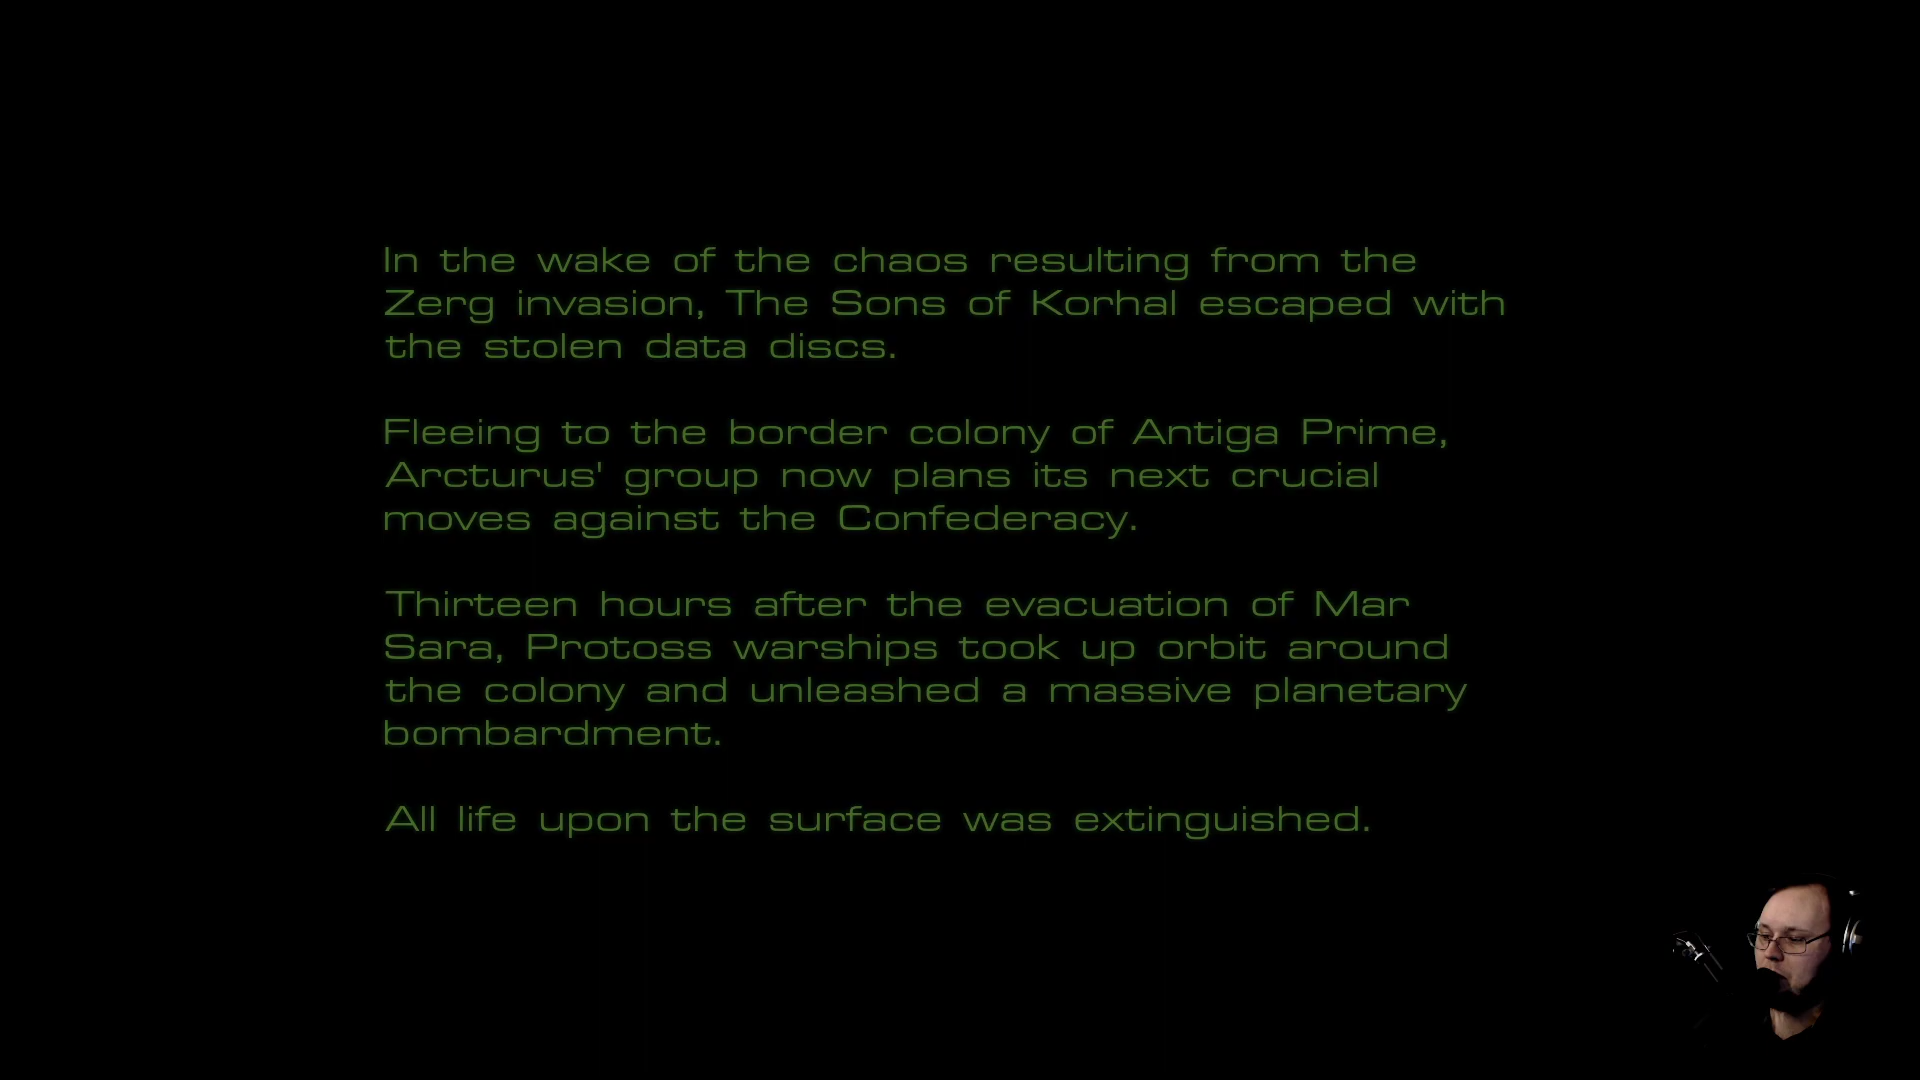 In the wake of the chaos resulting from the
Zerg invasion, The Sons of Korhal escaped with
the stolen data discs.
Fleeing to the border colony of Antiga Prime,
Arcturus' group now plans its next crucial
moves against the Confederacy.
Thirteen hours after the evacuation of Mar
Sara, Protoss warships took up orbit around
the colony and unleashed a massive planetary
bombardment.
All life upon the surface was extinguished.